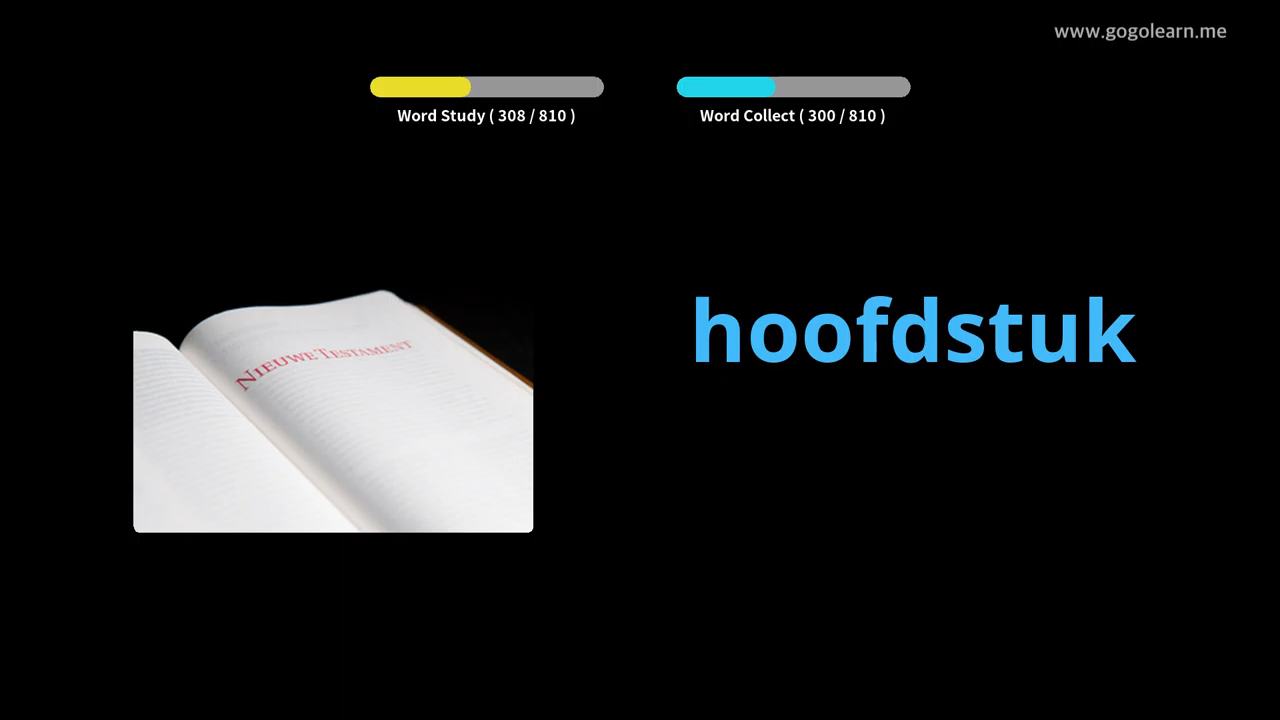 www.gogolearn.me
Word Study ( 308 / 810 )
Word Collect ( 300 / 810 )
hoofdstuk
NIEUWE TESTAMENT